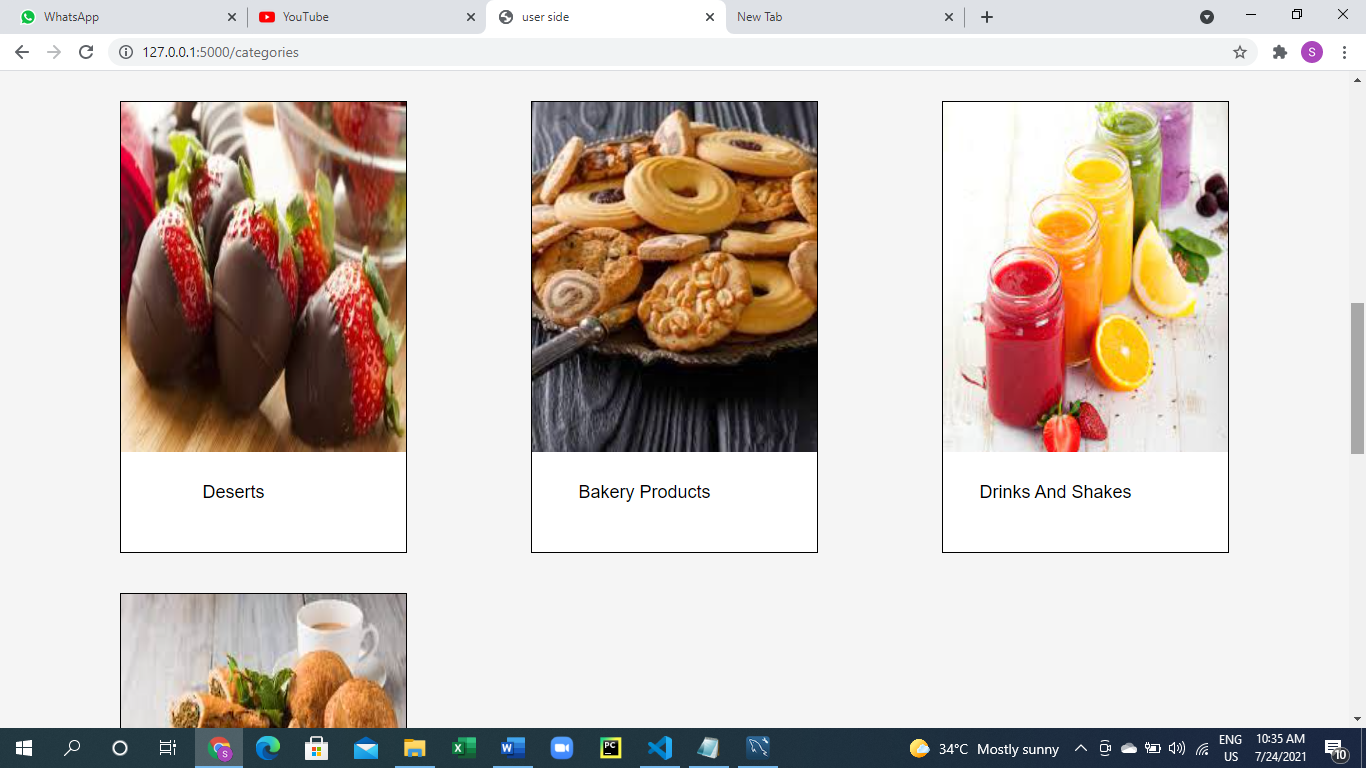 WhatsApp
YouTube
user side
New Tab
127.0.0.1:5000/categories
S
Deserts
Bakery Products
Drinks And Shakes
S
PC
34°C Mostly sunny
ENG
US
10:35 AM
7/24/2021
10